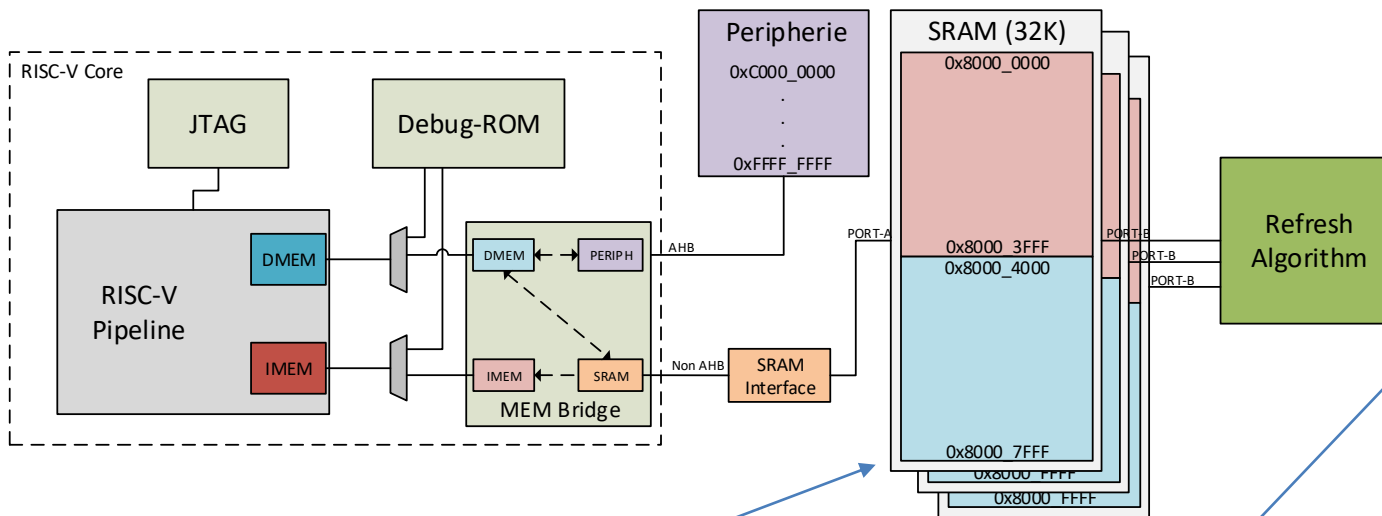 RISC-V Core
JTAG
Debug-ROM
RISC-V
Pipeline
DMEM
IMEM
DMEM
PERIPH
IMEM
SRAM
MEM Bridge
AHB
Non AHB
Peripherie
0xC000_0000
.
.
.
0xFFFF_FFFF
SRAM
Interface
PORT-A
SRAM (32K)
0x8000_0000
0x8000_3FFF
0x8000_4000
0x8000_7FFF
0x8000_FFFF
0x8000_FFFF
PORT-B
PORT-B
PORT-B
Refresh
Algorithm